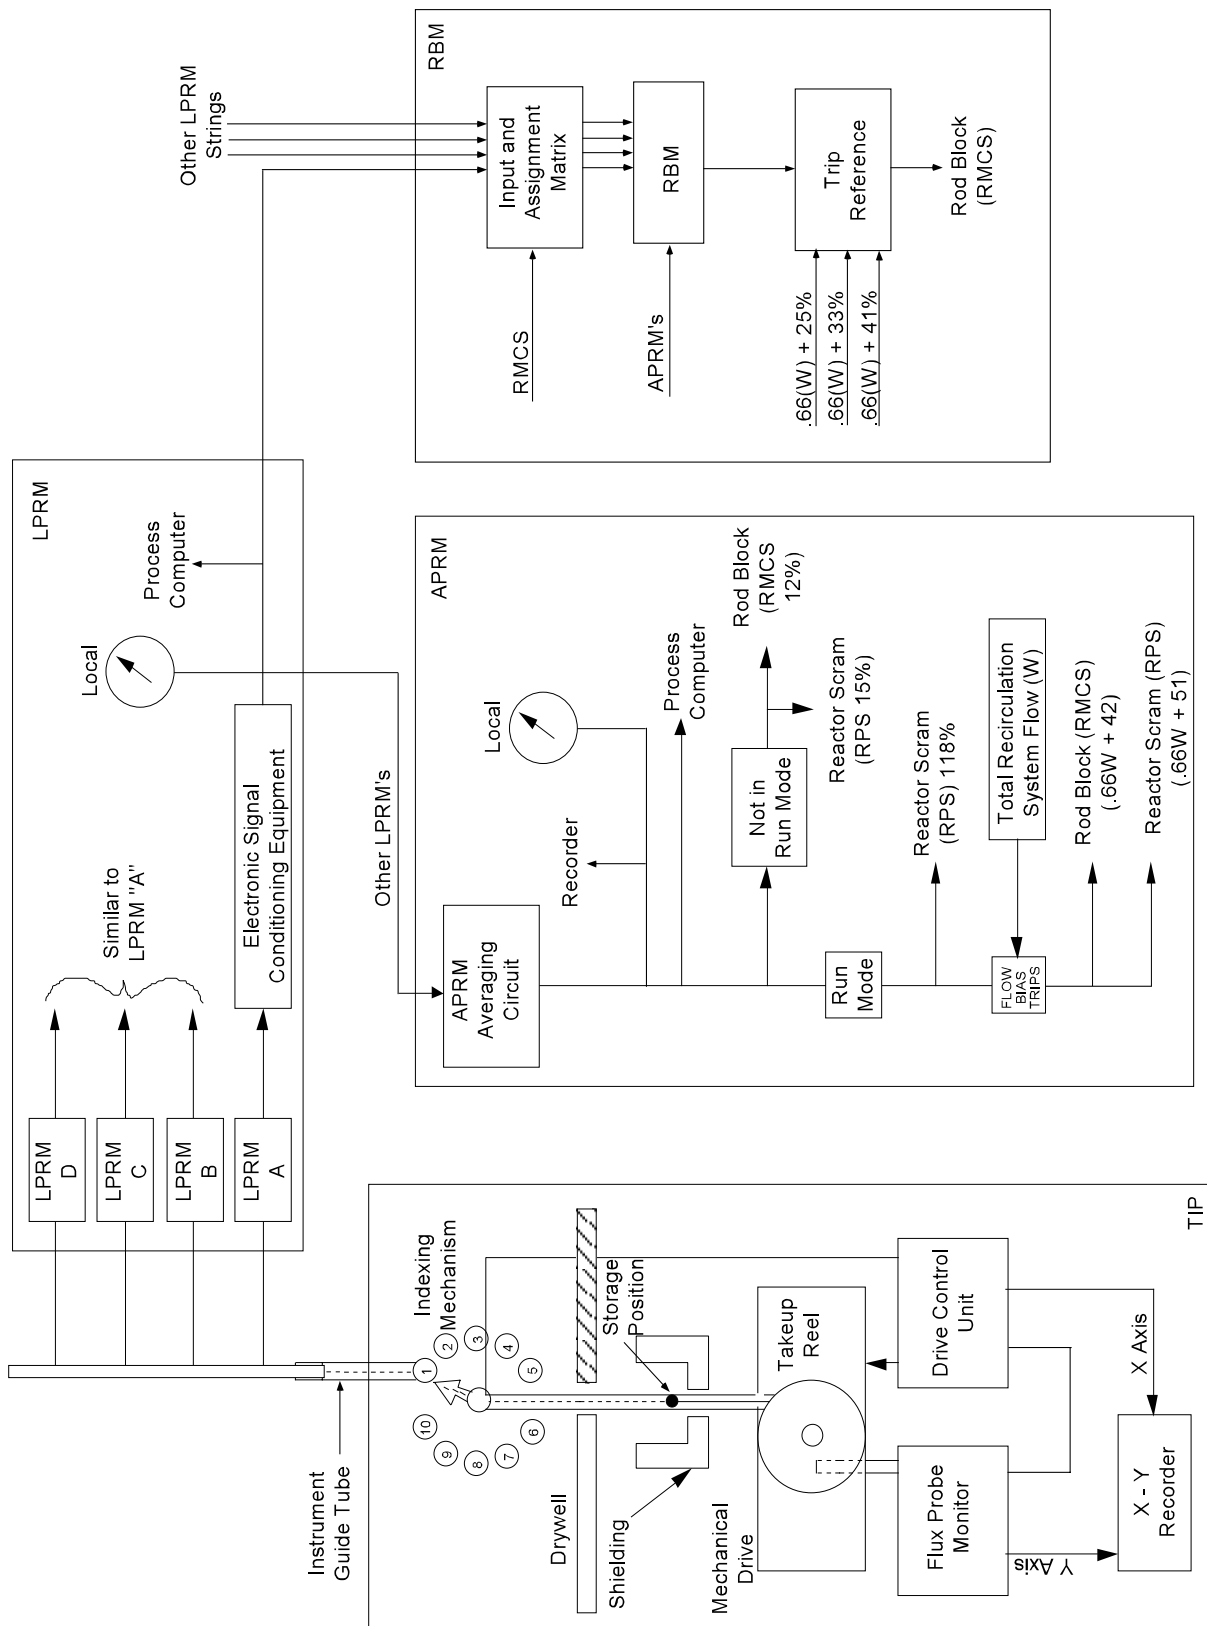 LPRM
LPRM
D
LPRM
C
LPRM
B
LPRM
A
Similar to
LPRM "A"
Electronic Signal
Conditioning Equipment
Local
Process
Computer
Other LPRM
Strings
Other LPRM's
Instrument
Guide Tube
TIP
Indexing
Mechanism
1
2
3
4
5
6
7
8
9
10
Drywell
Storage
Position
Shielding
Mechanical
Drive
Takeup
Reel
Flux Probe
Monitor
Drive Control
Unit
Y Axis
X Axis
X - Y
Recorder
APRM
APRM
Averaging
Circuit
Recorder
Local
Process
Computer
Not in
Run Mode
Rod Block
(RMCS
12%)
Reactor Scram
(RPS 15%)
Run
Mode
Reactor Scram
(RPS) 118%
FLOW
BIAS
TRIPS
Total Recirculation
System Flow (W)
Rod Block (RMCS)
(.66W + 42)
Reactor Scram (RPS)
(.66W + 51)
RBM
Input and
Assignment
Matrix
RMCS
RBM
APRM's
Trip
Reference
.66(W) + 25%
.66(W) + 33%
.66(W) + 41%
Rod Block
(RMCS)